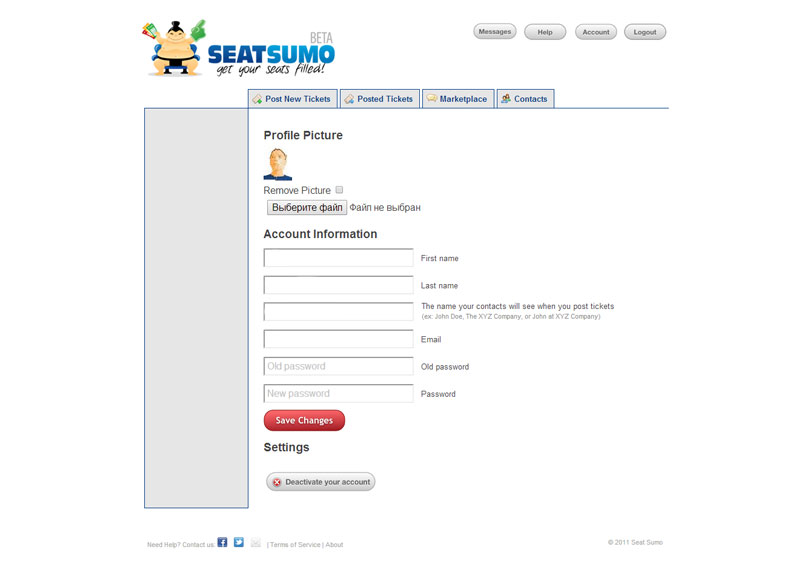 BETA
SEATSUMO
get your seats filled!
Messages
Help
Account
Logout
Post New Tickets
Posted Tickets
Marketplace
Contacts
Profile Picture
Remove Picture
Выберите файл Файл не выбран
Account Information
First name
Last name
The name your contacts will see when you post tickets
(ex: John Doe, The XYZ Company, or John at XYZ Company)
Email
Old password Old password
New password Password
Save Changes
Settings
Deactivate your account
Need Help? Contact us: | Terms of Service | About
© 2011 Seat Sumo